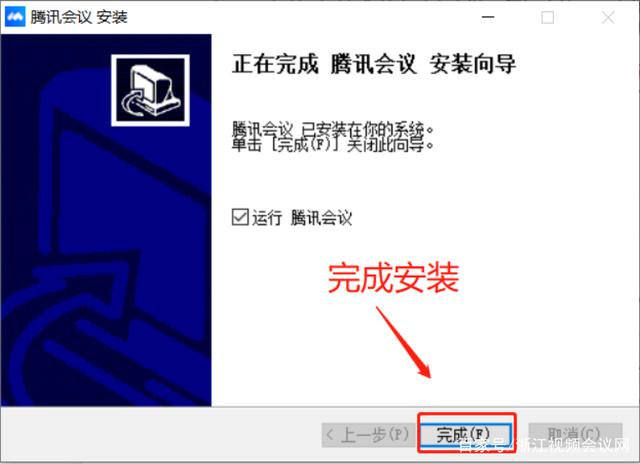 腾讯会议 安装
正在完成 腾讯会议 安装向导
腾讯会议 已安装在你的系统。
单击 [完成(F)] 关闭此向导。
运行 腾讯会议
完成安装
< 上一步(P)
完成(F)
取消(C)
百家号/浙江视频会议网